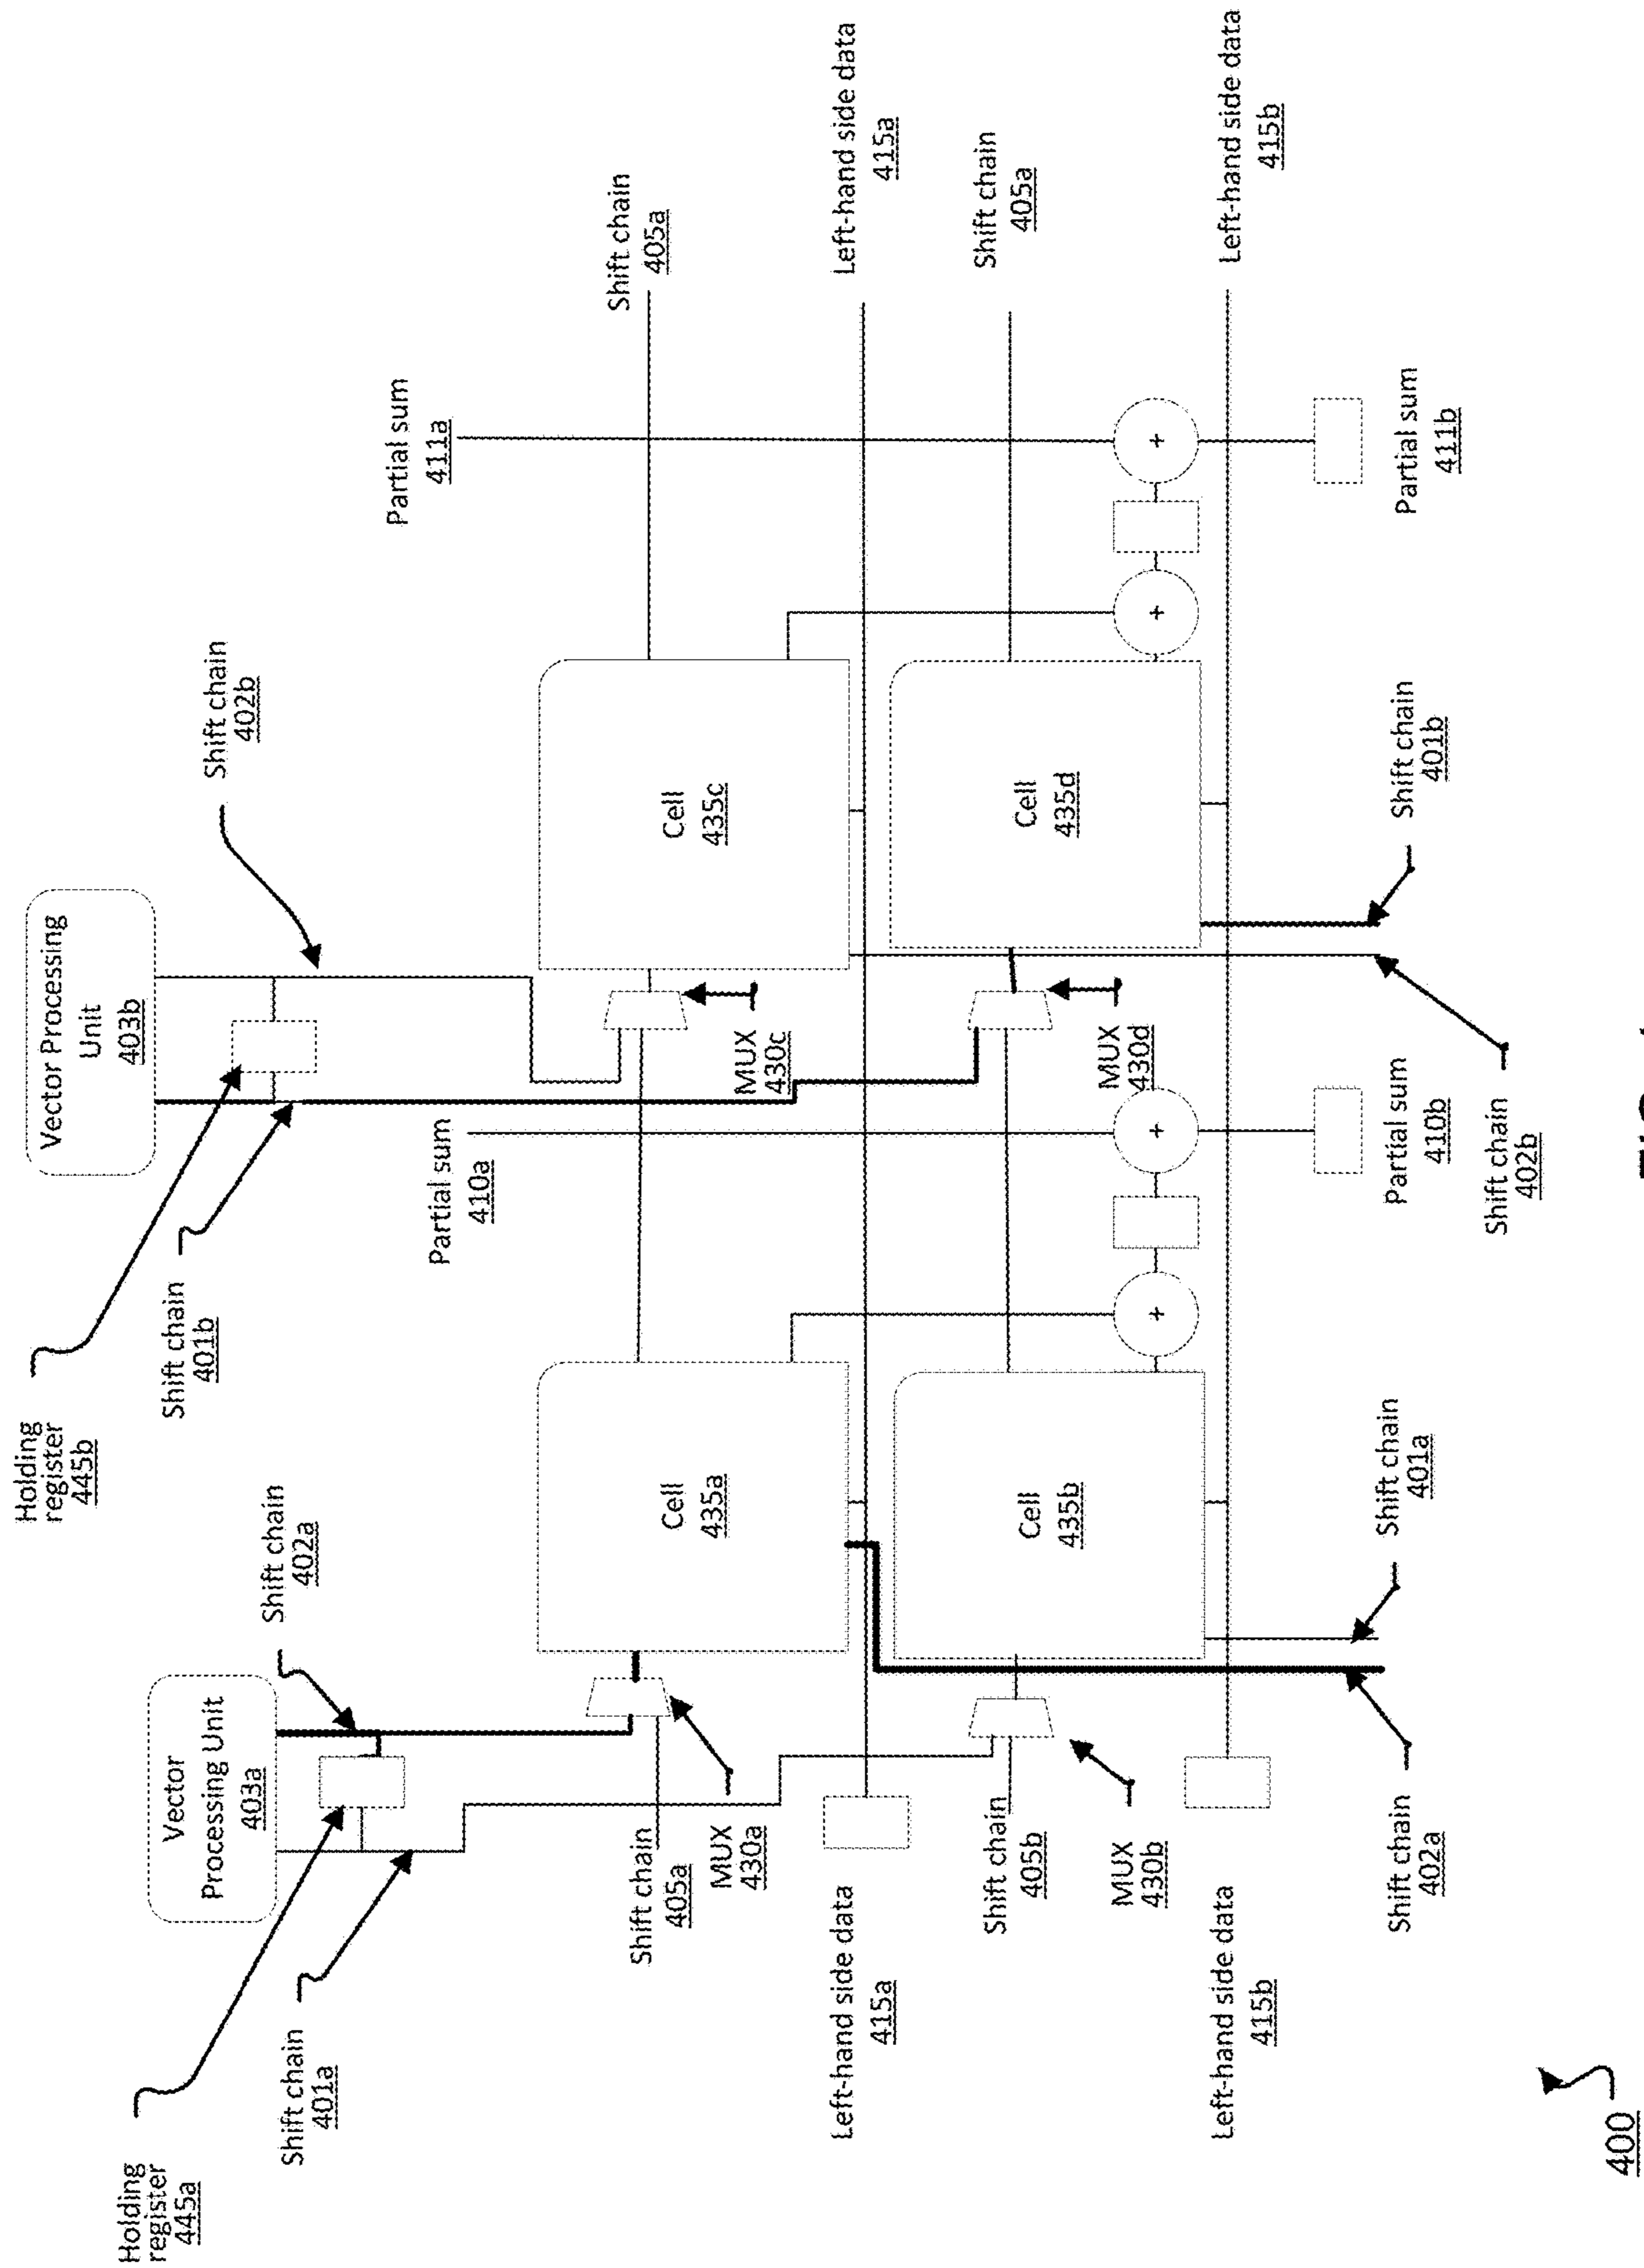 Holding
register
445b
Vector Processing
Unit
403b
Shift chain
402b
Shift chain
401b
Holding
register
445a
Vector
Processing Unit
403a
Shift chain
402a
Shift chain
401a
Partial sum
410a
Partial sum
411a
Shift chain
405a
Shift chain
405a
MUX
430a
Cell
435a
MUX
430c
Cell
435c
Left-hand side data
415a
Left-hand side data
415a
Shift chain
405b
MUX
430b
Cell
435b
MUX
430d
Cell
435d
Shift chain
405a
+
+
+
+
Left-hand side data
415b
Left-hand side data
415b
Shift chain
402a
Shift chain
401a
Partial sum
410b
Shift chain
402b
Shift chain
401b
Partial sum
411b
400